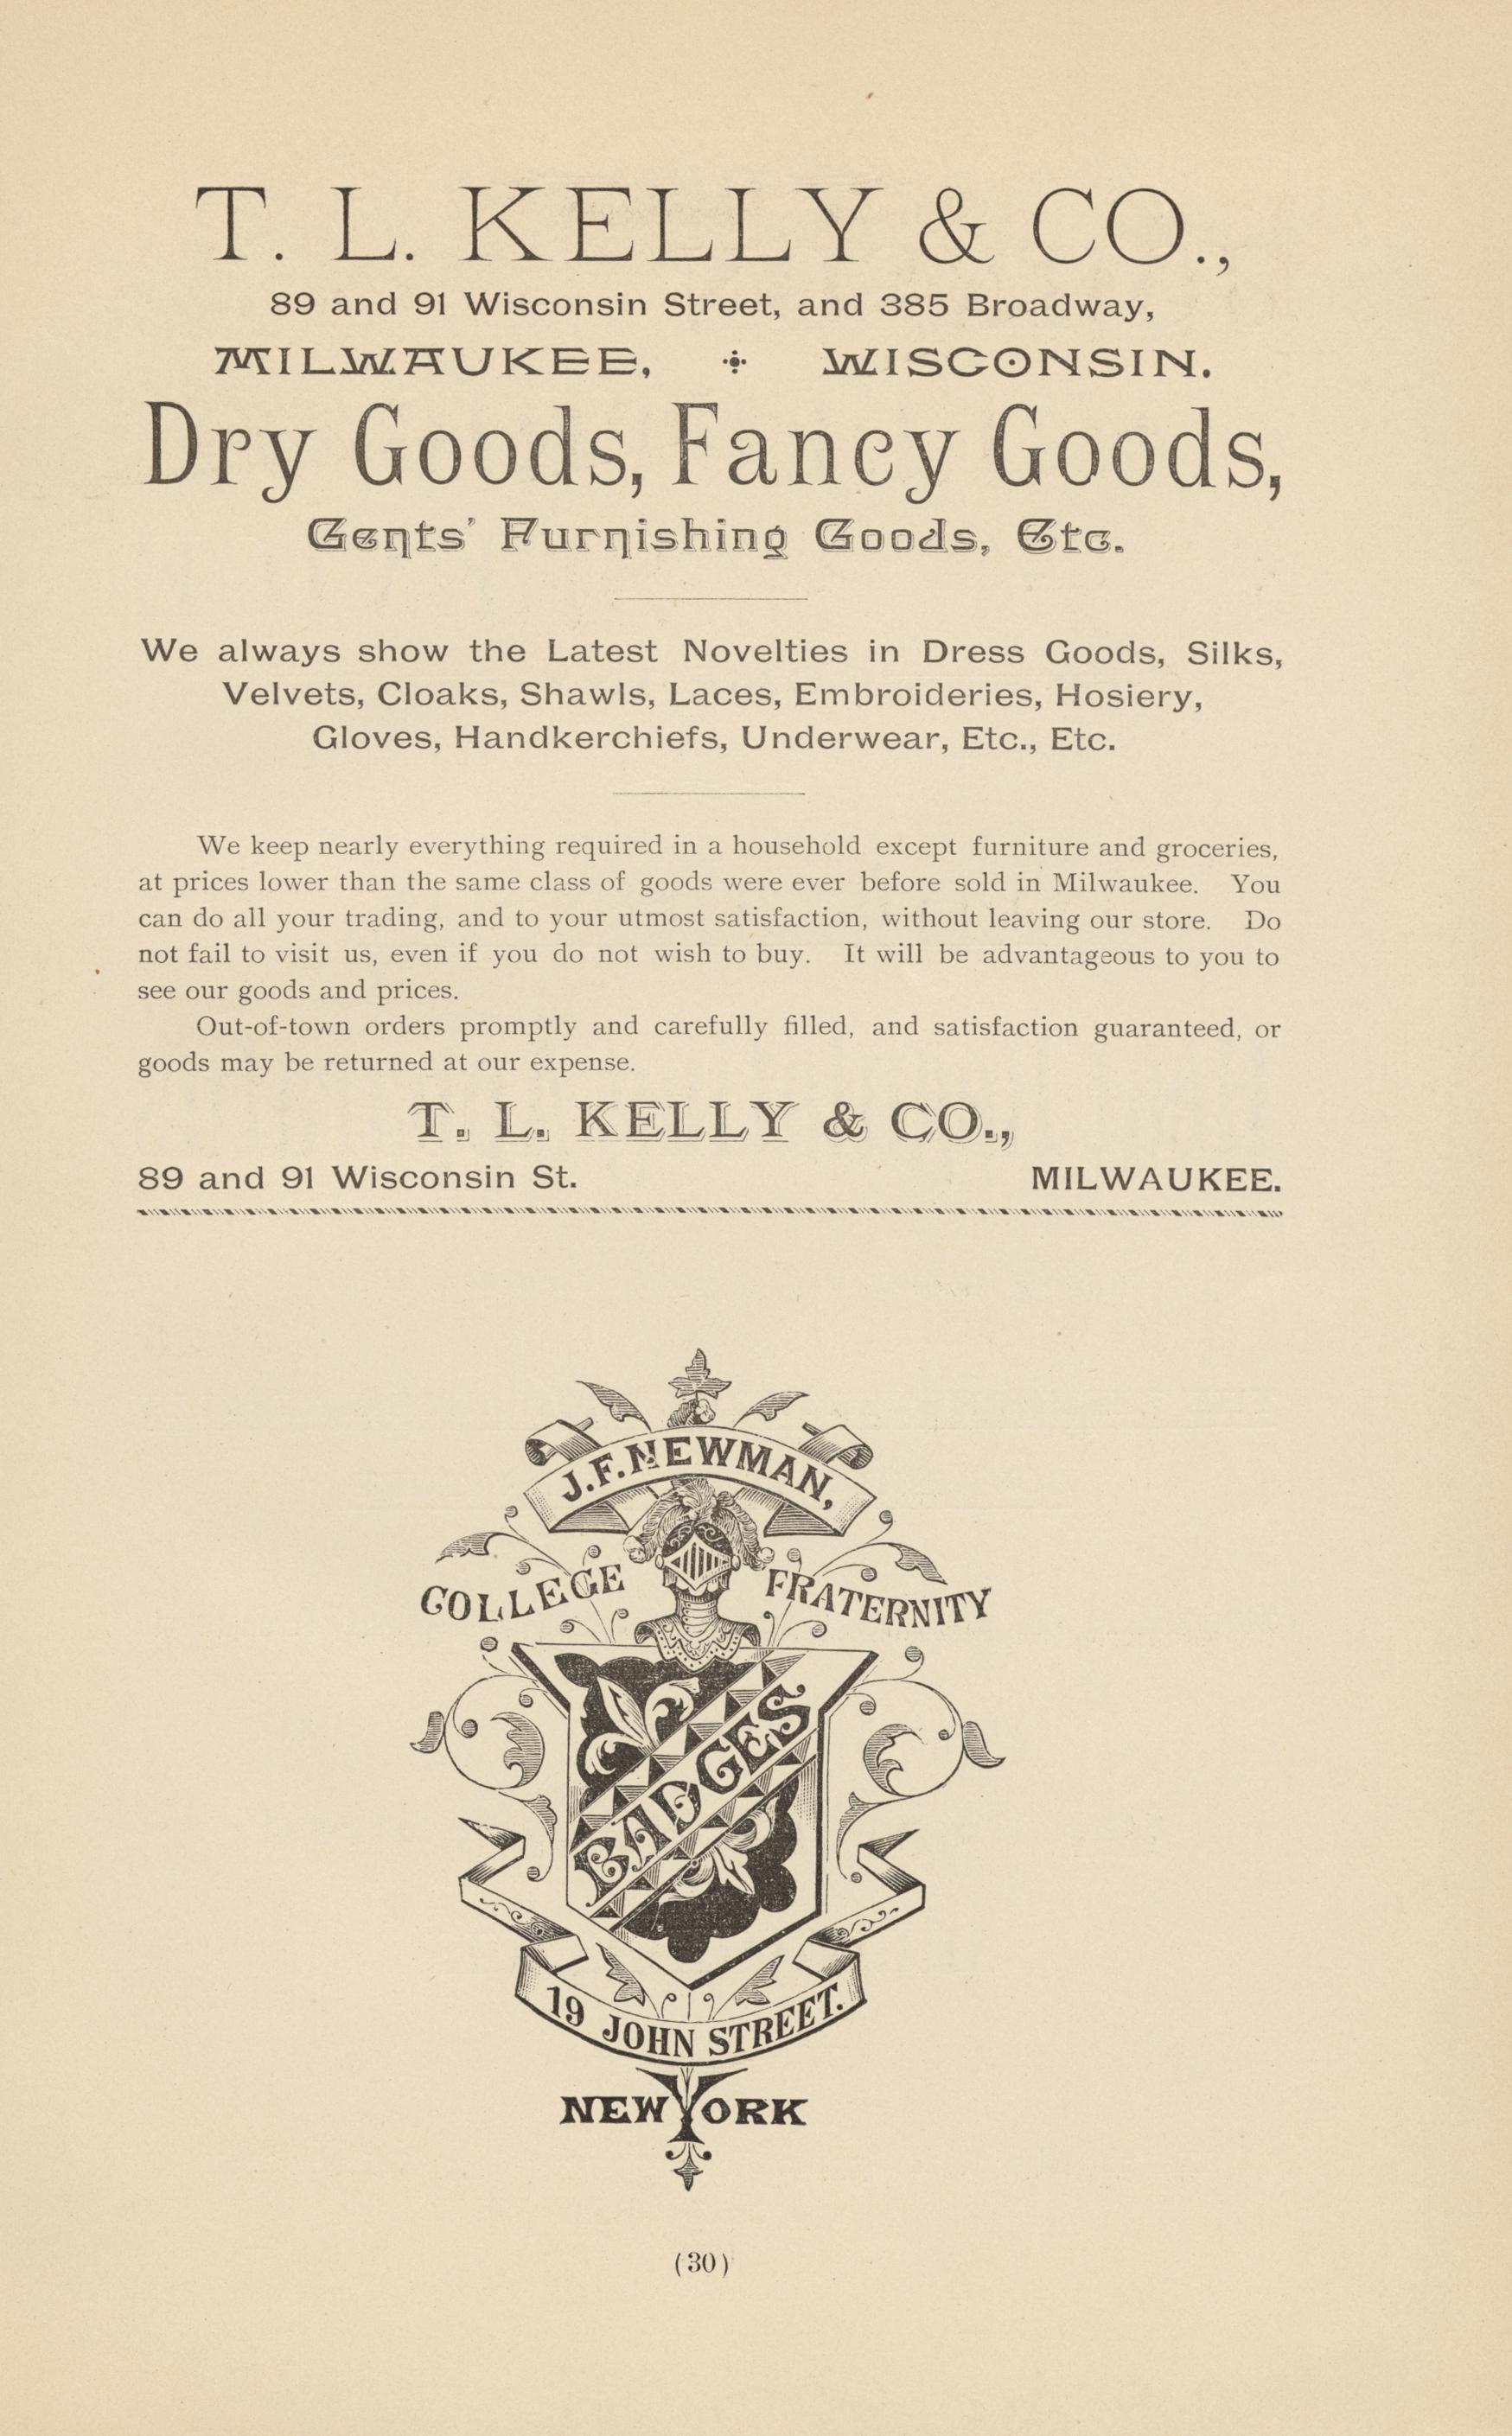 T. L. KELLY & CO.,
89 and 91 Wisconsin Street, and 385 Broadway,
MILWAUKEE, WISCONSIN.
Dry Goods, Fancy Goods,
Gents' Furnishing Goods, Etc.
We always show the Latest Novelties in Dress Goods, Silks,
Velvets, Cloaks, Shawls, Laces, Embroideries, Hosiery,
Gloves, Handkerchiefs, Underwear, Etc., Etc.
We keep nearly everything required in a household except furniture and groceries,
at prices lower than the same class of goods were ever before sold in Milwaukee. You
can do all your trading, and to your utmost satisfaction, without leaving our store. Do
not fail to visit us, even if you do not wish to buy. It will be advantageous to you to
see our goods and prices.
Out-of-town orders promptly and carefully filled, and satisfaction guaranteed, or
goods may be returned at our expense.
T. L. KELLY & CO.,
89 and 91 Wisconsin St. MILWAUKEE.
J.F. NEWMAN,
COLLEGE FRATERNITY
BADGES
19 JOHN STREET.
NEW YORK
(30)